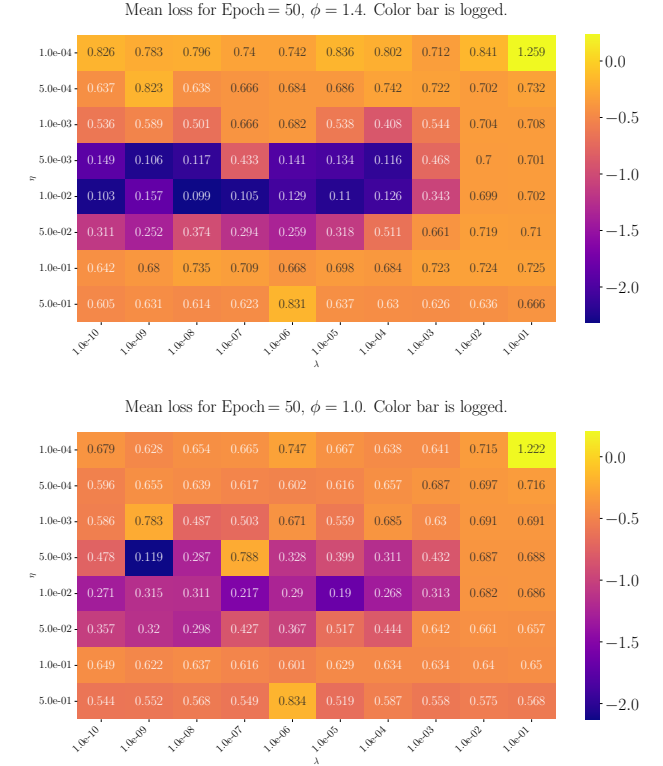 Mean loss for Epoch = 50, ϕ = 1.4. Color bar is logged.
1.0e-04 0.826 0.783 0.796 0.74 0.742 0.836 0.802 0.712 0.841 1.259
5.0e-04 0.637 0.823 0.638 0.666 0.684 0.686 0.742 0.722 0.702 0.732
1.0e-03 0.536 0.589 0.501 0.666 0.682 0.538 0.408 0.544 0.704 0.708
5.0e-03 0.149 0.106 0.117 0.433 0.141 0.134 0.116 0.468 0.7 0.701
1.0e-02 0.103 0.157 0.099 0.105 0.129 0.11 0.126 0.343 0.699 0.702
5.0e-02 0.311 0.252 0.374 0.294 0.259 0.318 0.511 0.661 0.719 0.71
1.0e-01 0.642 0.68 0.735 0.709 0.668 0.698 0.684 0.723 0.724 0.725
5.0e-01 0.605 0.631 0.614 0.623 0.831 0.637 0.63 0.626 0.636 0.666
η
1.0e-10 1.0e-09 1.0e-08 1.0e-07 1.0e-06 1.0e-05 1.0e-04 1.0e-03 1.0e-02 1.0e-01
λ
0.0
−0.5
−1.0
−1.5
−2.0
Mean loss for Epoch = 50, ϕ = 1.0. Color bar is logged.
1.0e-04 0.679 0.628 0.654 0.665 0.747 0.667 0.638 0.641 0.715 1.222
5.0e-04 0.596 0.655 0.639 0.617 0.602 0.616 0.657 0.687 0.697 0.716
1.0e-03 0.586 0.783 0.487 0.503 0.671 0.559 0.685 0.63 0.691 0.691
5.0e-03 0.478 0.119 0.287 0.788 0.328 0.399 0.311 0.432 0.687 0.688
1.0e-02 0.271 0.315 0.311 0.217 0.29 0.19 0.268 0.313 0.682 0.686
5.0e-02 0.357 0.32 0.298 0.427 0.367 0.517 0.444 0.642 0.661 0.657
1.0e-01 0.649 0.622 0.637 0.616 0.601 0.629 0.634 0.634 0.64 0.65
5.0e-01 0.544 0.552 0.568 0.549 0.834 0.519 0.587 0.558 0.575 0.568
η
1.0e-10 1.0e-09 1.0e-08 1.0e-07 1.0e-06 1.0e-05 1.0e-04 1.0e-03 1.0e-02 1.0e-01
λ
0.0
−0.5
−1.0
−1.5
−2.0